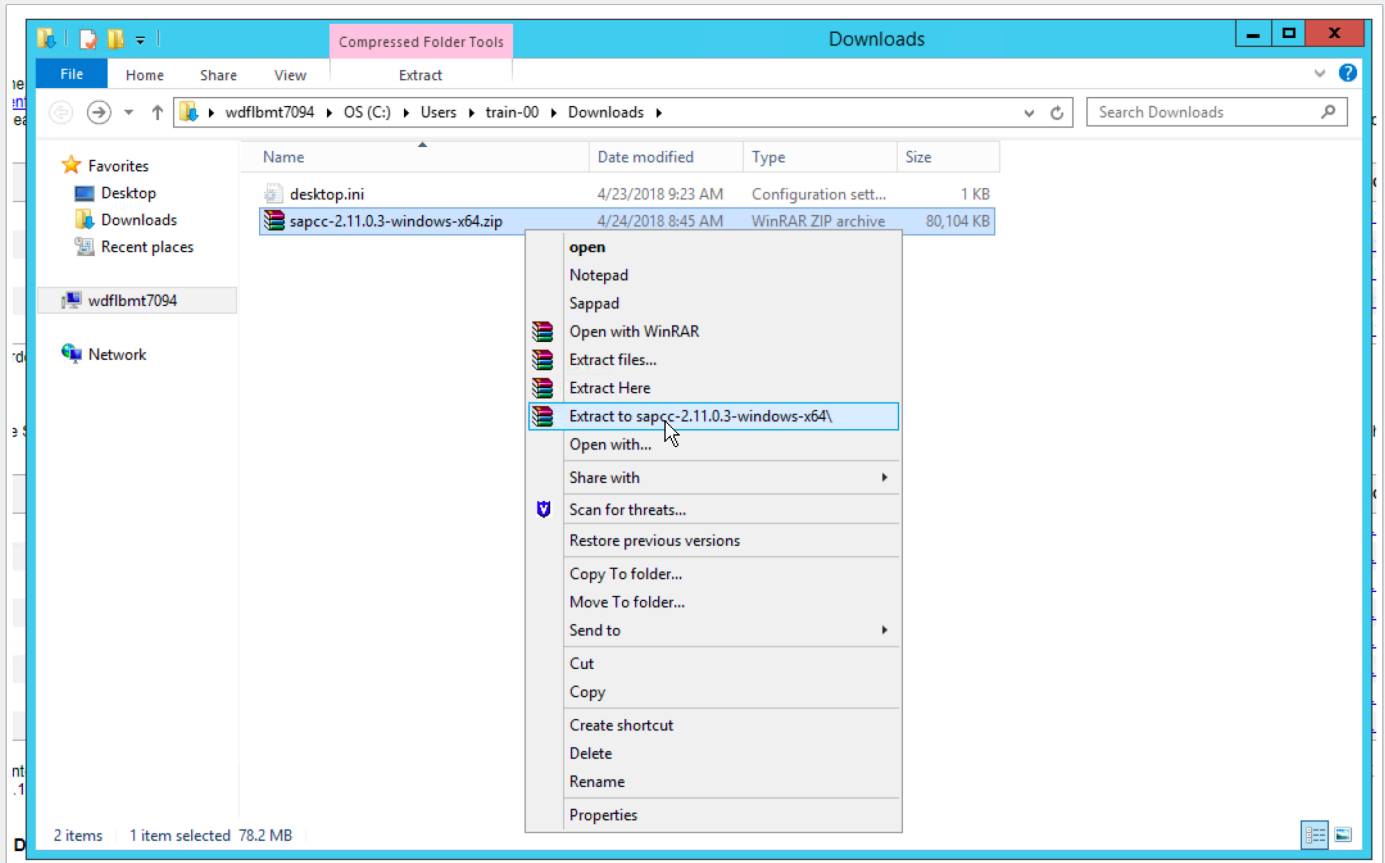 Compressed Folder Tools
Downloads
File Home Share View Extract
wdflbmt7094 OS (C:) Users train-00 Downloads
Search Downloads
Name Date modified Type Size
Favorites
Desktop
Downloads
Recent places
wdflbmt7094
Network
desktop.ini 4/23/2018 9:23 AM Configuration sett... 1 KB
sapcc-2.11.0.3-windows-x64.zip 4/24/2018 8:45 AM WinRAR ZIP archive 80,104 KB
open
Notepad
Sappad
Open with WinRAR
Extract files...
Extract Here
Extract to sapcc-2.11.0.3-windows-x64\
Open with...
Share with
Scan for threats...
Restore previous versions
Copy To folder...
Move To folder...
Send to
Cut
Copy
Create shortcut
Delete
Rename
Properties
2 items 1 item selected 78.2 MB